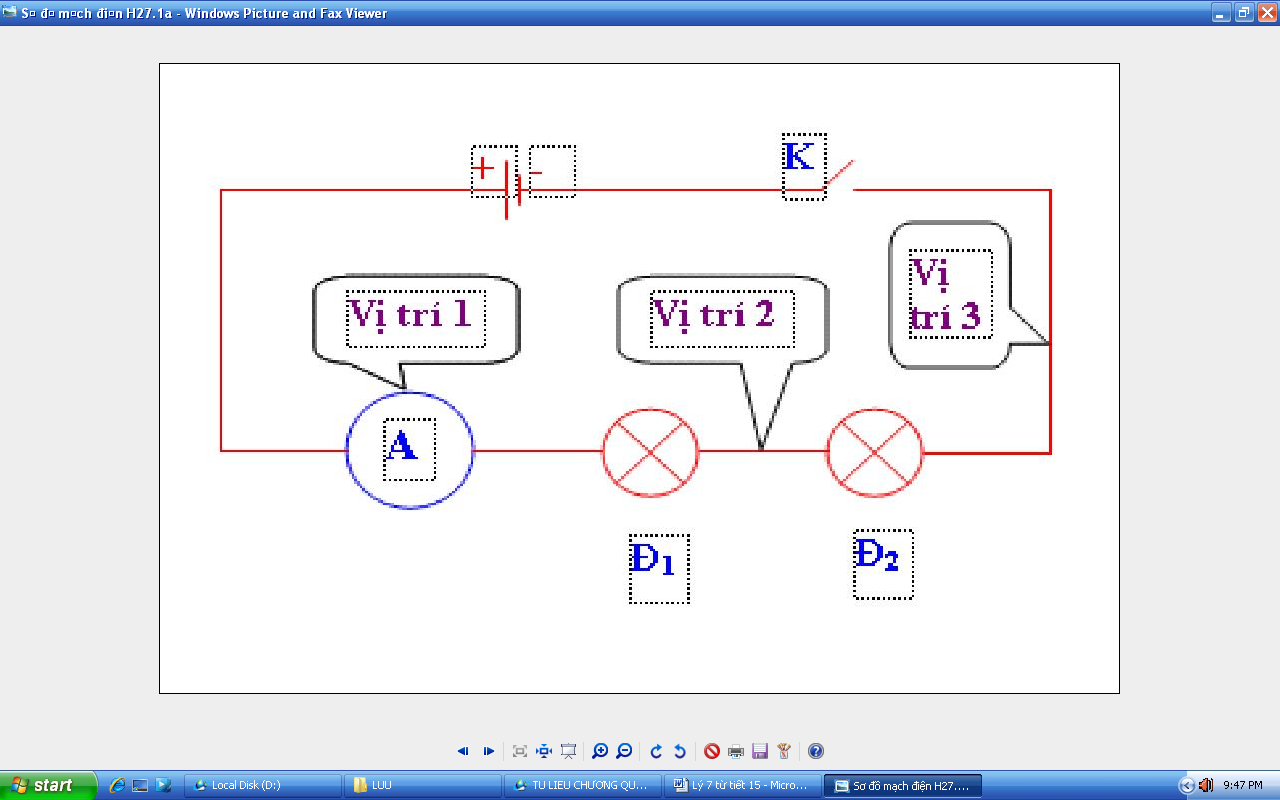 Sơ đồ mạch điện H27.1a - Windows Picture and Fax Viewer
+ -
K
Vị trí 1
Vị trí 2
Vị
trí 3
A
Đ1
Đ2
start
Local Disk (D:)
LUU
TU LIEU CHƯƠNG QU...
Lý 7 từ tiết 15 - Micro...
Sơ đồ mạch điện H27....
9:47 PM